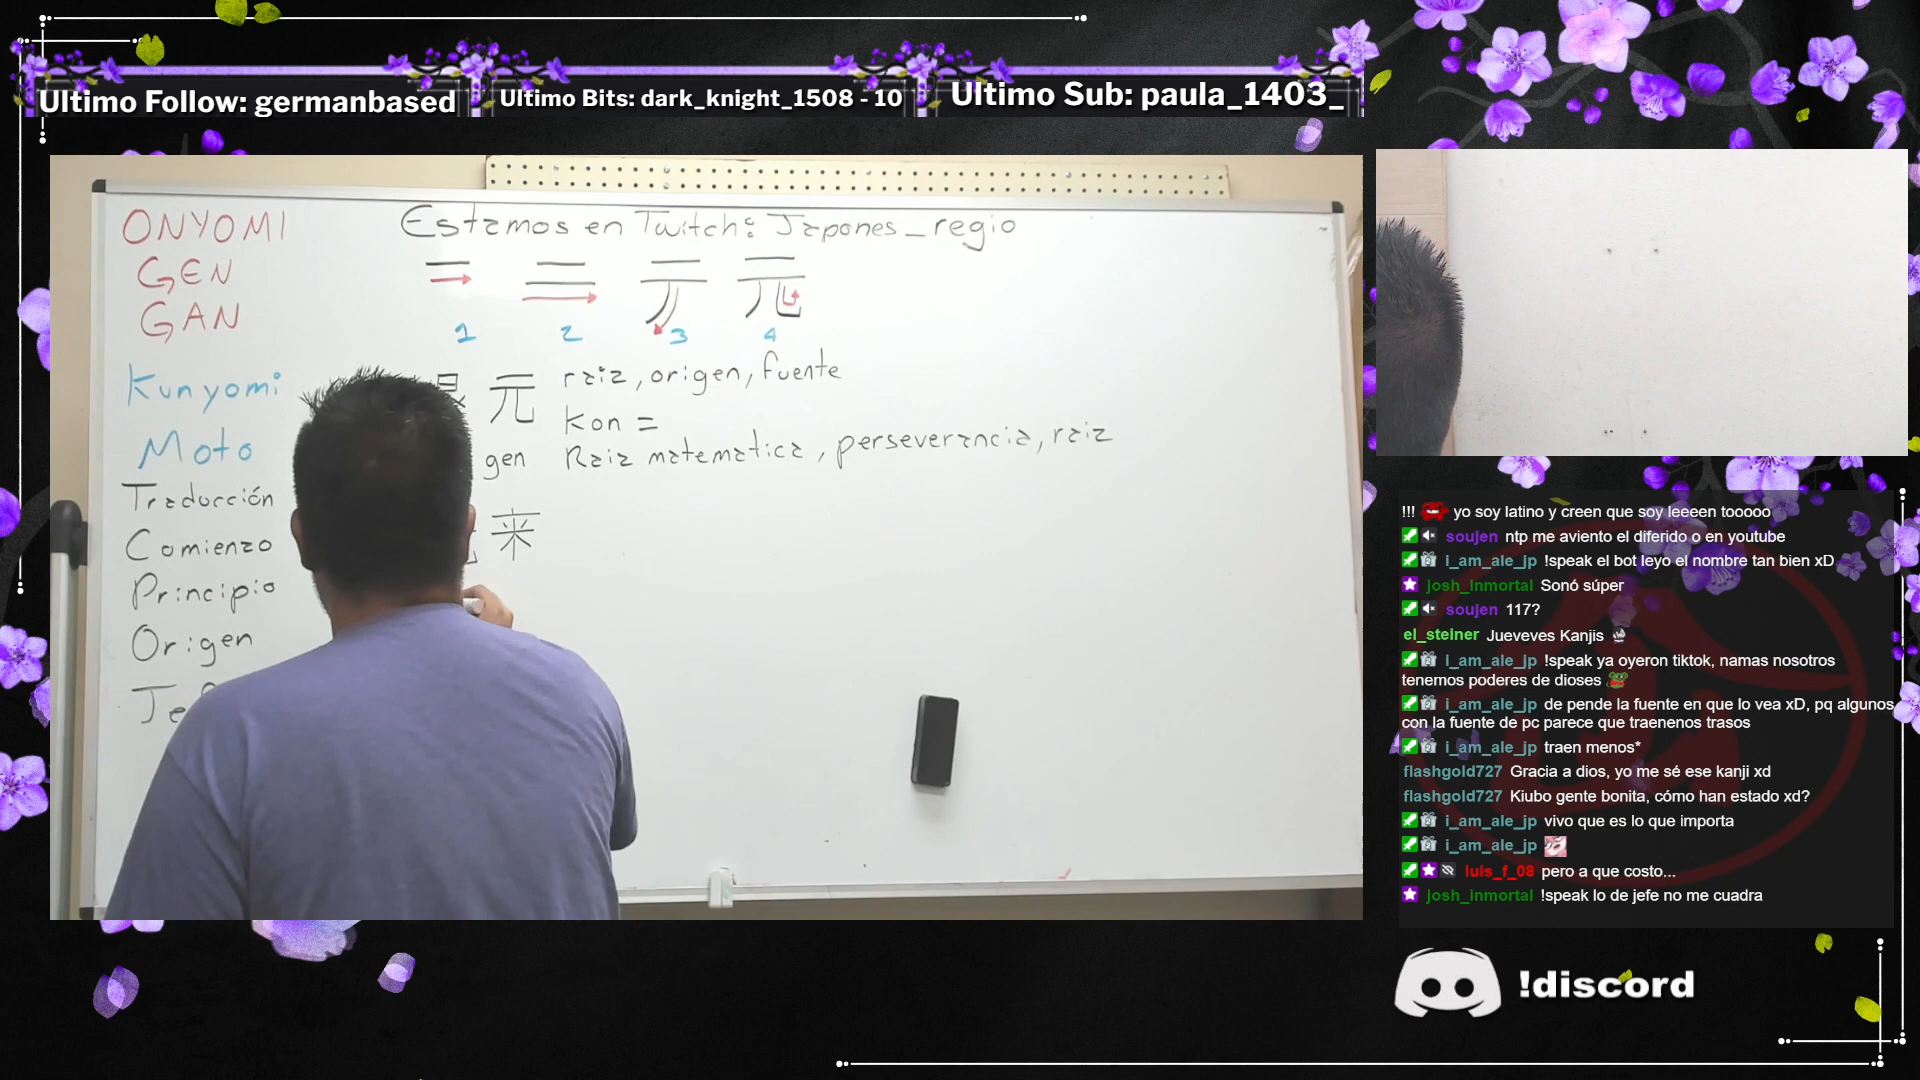 Ultimo Follow: germanbased
Ultimo Bits: dark_knight_1508 - 10
Ultimo Sub: paula_1403_
ONYOMI
GEN
GAN
Kunyomi
Moto
Traducción
Comienzo
Principio
Origen
Je
Estamos en Twitch: Japones_regio
二 元
1 2 3 4
元 raiz, origen, fuente
Kon =
gen Raiz matematica, perseverancia, raiz
来
!!! yo soy latino y creen que soy leeeen tooooo
soujen ntp me aviento el diferido o en youtube
i_am_ale_jp !speak el bot leyo el nombre tan bien xD
josh_inmortal Sonó súper
soujen 117?
el_steiner Jueveves Kanjis
i_am_ale_jp !speak ya oyeron tiktok, namas nosotros
tenemos poderes de dioses
i_am_ale_jp de pende la fuente en que lo vea xD, pq algunos
con la fuente de pc parece que traenenos trasos
i_am_ale_jp traen menos*
flashgold727 Gracia a dios, yo me sé ese kanji xd
flashgold727 Kiubo gente bonita, cómo han estado xd?
i_am_ale_jp vivo que es lo que importa
i_am_ale_jp
luis_f_08 pero a que costo...
josh_inmortal !speak lo de jefe no me cuadra
!discord